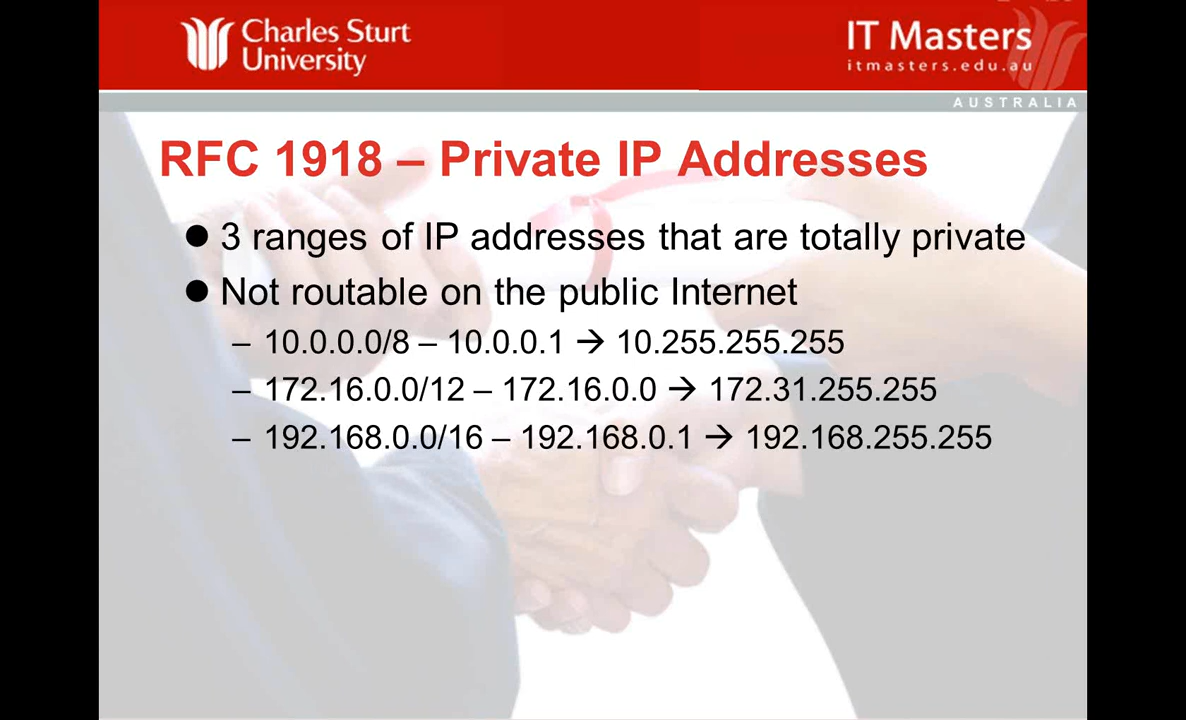 Charles Sturt
University
IT Masters
itmasters.edu.au
AUSTRALIA
RFC 1918 – Private IP Addresses
● 3 ranges of IP addresses that are totally private
● Not routable on the public Internet
– 10.0.0.0/8 – 10.0.0.1 → 10.255.255.255
– 172.16.0.0/12 – 172.16.0.0 → 172.31.255.255
– 192.168.0.0/16 – 192.168.0.1 → 192.168.255.255